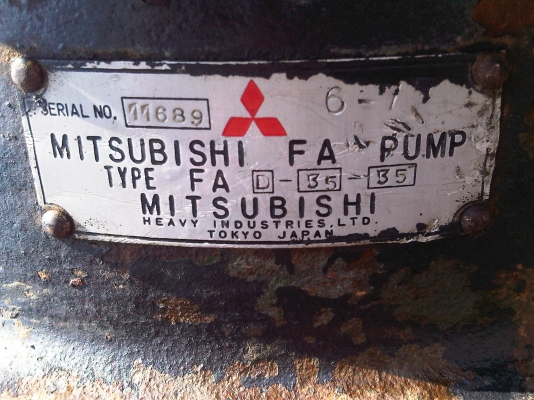 SERIAL NO. 11689
6-7
MITSUBISHI FA PUMP
TYPE FA D-35-35
MITSUBISHI
HEAVY INDUSTRIES, LTD.
TOKYO JAPAN